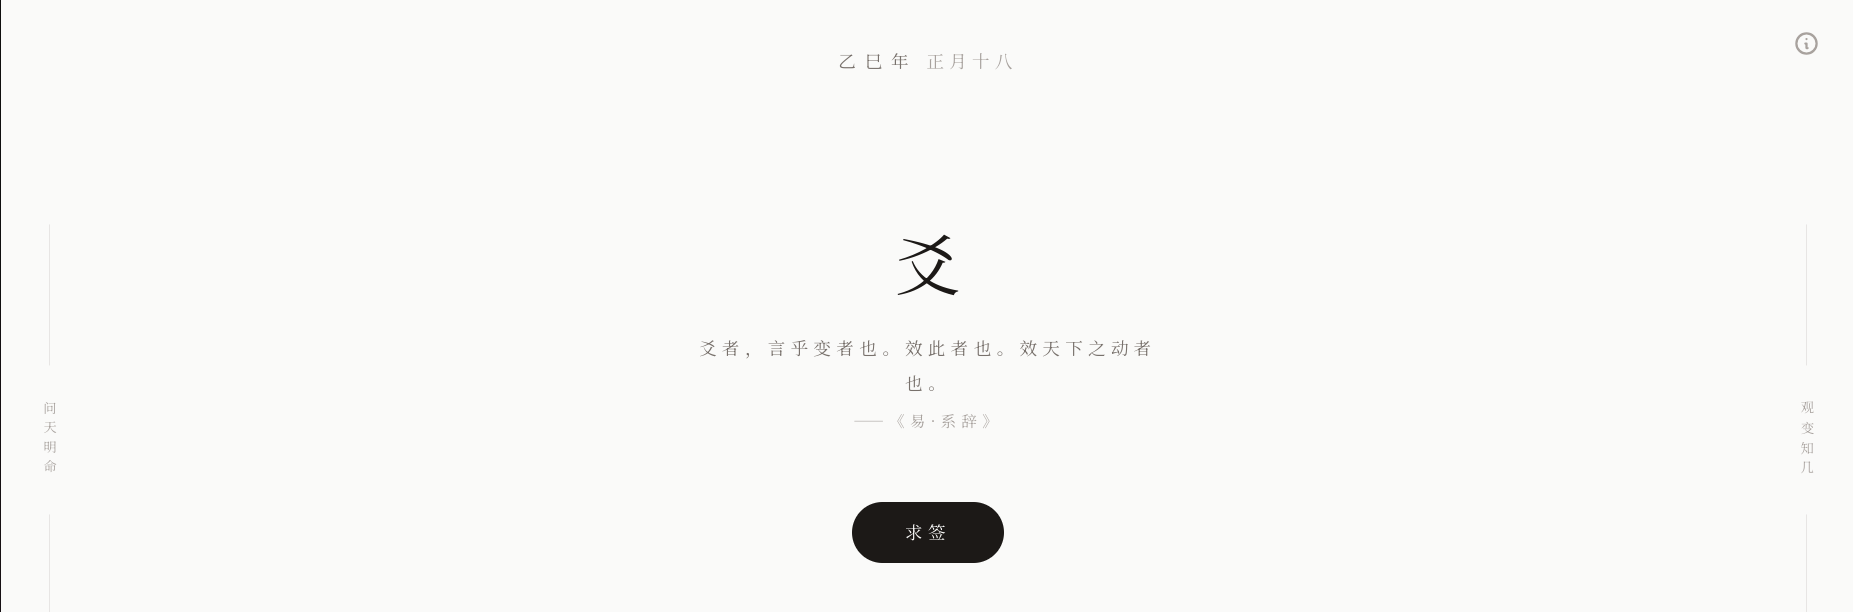 乙巳年 正月十八
爻
爻者，言乎变者也。效此者也。效天下之动者
也。
——《易·系辞》
问天明命
观变知几
求签